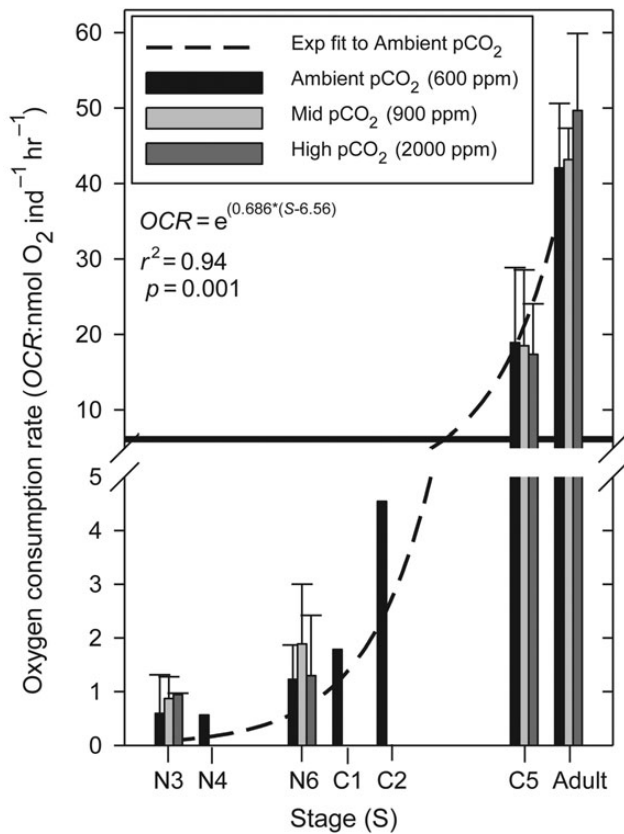 60
50
40
30
20
10
5
4
3
2
1
0
Oxygen consumption rate (OCR:nmol O₂ ind⁻¹ hr⁻¹)
Exp fit to Ambient pCO₂
Ambient pCO₂ (600 ppm)
Mid pCO₂ (900 ppm)
High pCO₂ (2000 ppm)
OCR=e^(0.686*(S-6.56)
r²=0.94
p=0.001
N3 N4 N6 C1 C2 C5 Adult
Stage (S)